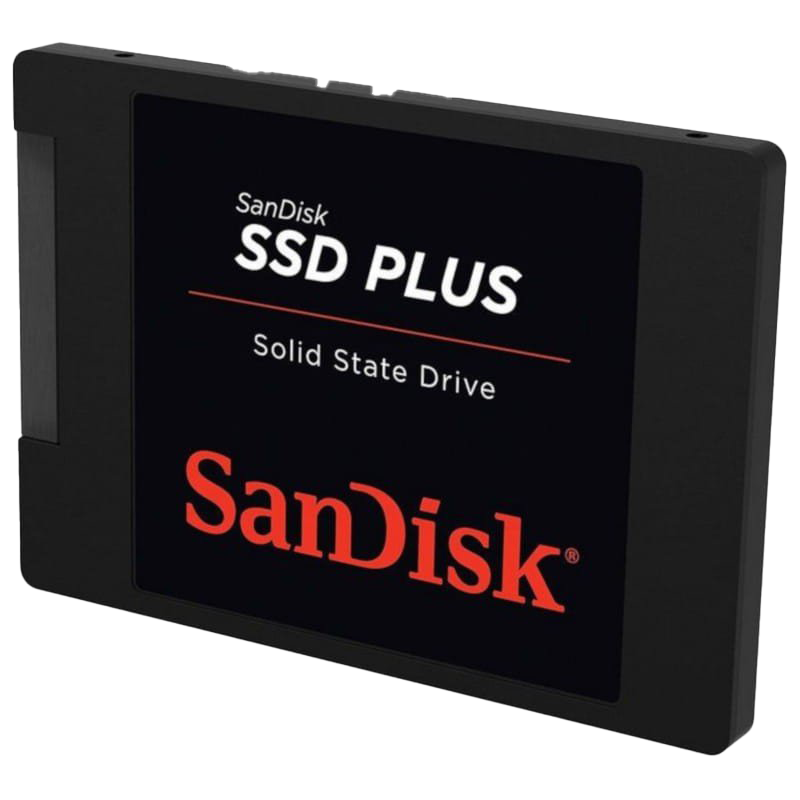 SanDisk
SSD PLUS
Solid State Drive
SanDisk®